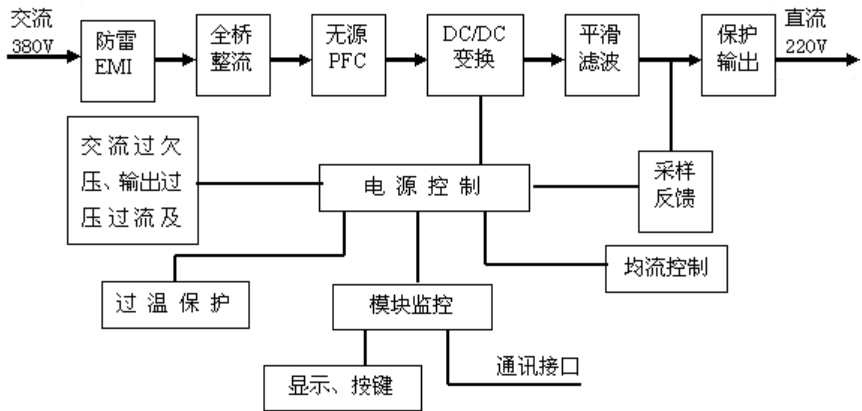 交流
380V
防雷
EMI
全桥
整流
无源
PFC
DC/DC
变换
平滑
滤波
保护
输出
直流
220V
交流过欠
压、输出过
压过流及
电源控制
采样
反馈
均流控制
过温保护
模块监控
显示、按键
通讯接口